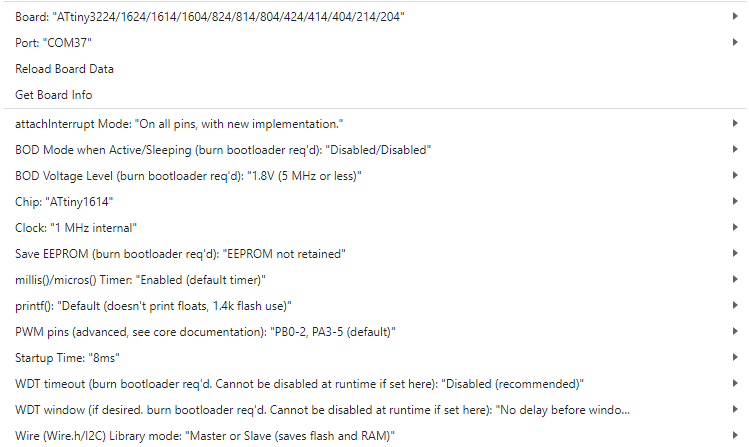 Board: "ATtiny3224/1624/1614/1604/824/814/804/424/414/404/214/204"
Port: "COM37"
Reload Board Data
Get Board Info
attachInterrupt Mode: "On all pins, with new implementation."
BOD Mode when Active/Sleeping (burn bootloader req'd): "Disabled/Disabled"
BOD Voltage Level (burn bootloader req'd): "1.8V (5 MHz or less)"
Chip: "ATtiny1614"
Clock: "1 MHz internal"
Save EEPROM (burn bootloader req'd): "EEPROM not retained"
millis()/micros() Timer: "Enabled (default timer)"
printf(): "Default (doesn't print floats, 1.4k flash use)"
PWM pins (advanced, see core documentation): "PB0-2, PA3-5 (default)"
Startup Time: "8ms"
WDT timeout (burn bootloader req'd. Cannot be disabled at runtime if set here): "Disabled (recommended)"
WDT window (if desired. burn bootloader req'd. Cannot be disabled at runtime if set here): "No delay before windo...
Wire (Wire.h/I2C) Library mode: "Master or Slave (saves flash and RAM)"